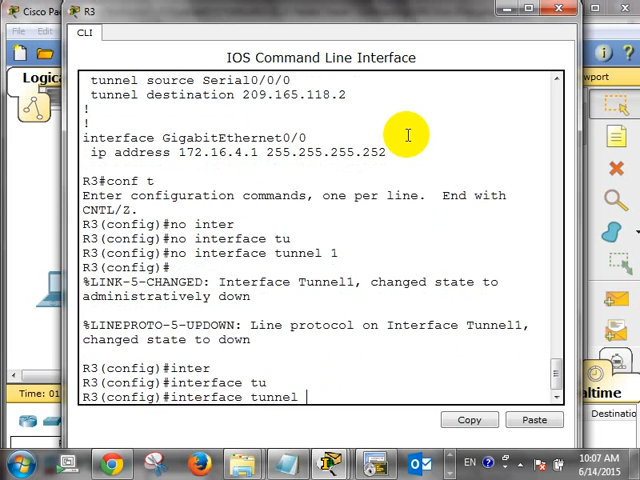 Cisco Pac
R3
File
Edit
CLI
Logica
IOS Command Line Interface
ewport
tunnel source Serial0/0/0
tunnel destination 209.165.118.2
!
!
interface GigabitEthernet0/0
ip address 172.16.4.1 255.255.255.252
R3#conf t
Enter configuration commands, one per line.  End with
CNTL/Z.
R3(config)#no inter
R3(config)#no interface tu
R3(config)#no interface tunnel 1
R3(config)#
%LINK-5-CHANGED: Interface Tunnel1, changed state to
administratively down
%LINEPROTO-5-UPDOWN: Line protocol on Interface Tunnel1,
changed state to down
R3(config)#inter
R3(config)#interface tu
R3(config)#interface tunnel
Time: 01
ealtime
Copy
Paste
Destinatio
EN
10:07 AM
6/14/2015